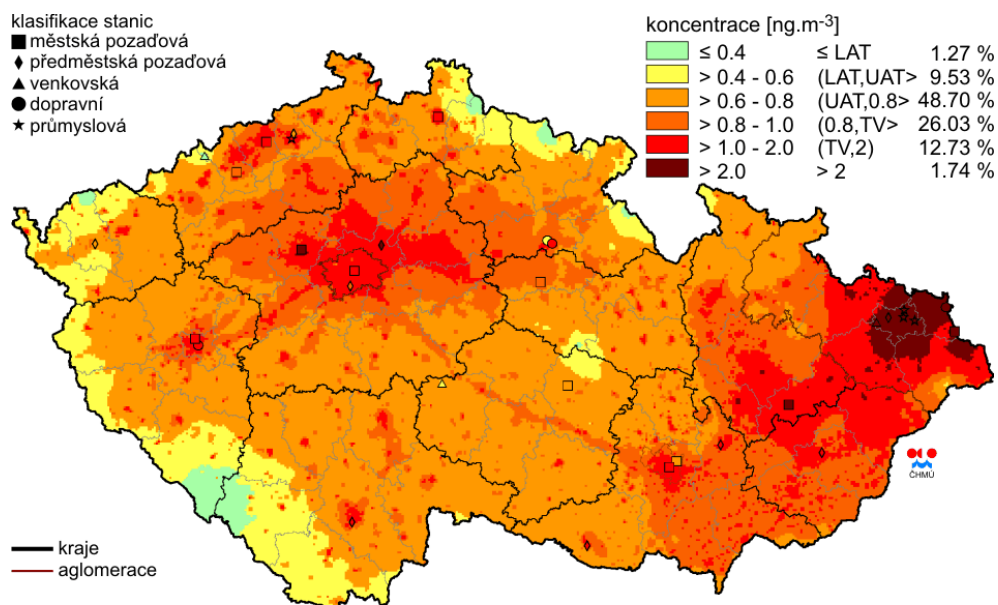 klasifikace stanic
městská pozaďová
předměstská pozaďová
venkovská
dopravní
průmyslová
koncentrace [ng.m-3]
≤ 0.4 ≤ LAT 1.27 %
> 0.4 - 0.6 (LAT,UAT> 9.53 %
> 0.6 - 0.8 (UAT,0.8> 48.70 %
> 0.8 - 1.0 (0.8,TV> 26.03 %
> 1.0 - 2.0 (TV,2) 12.73 %
> 2.0 > 2 1.74 %
ČHMÚ
kraje
aglomerace